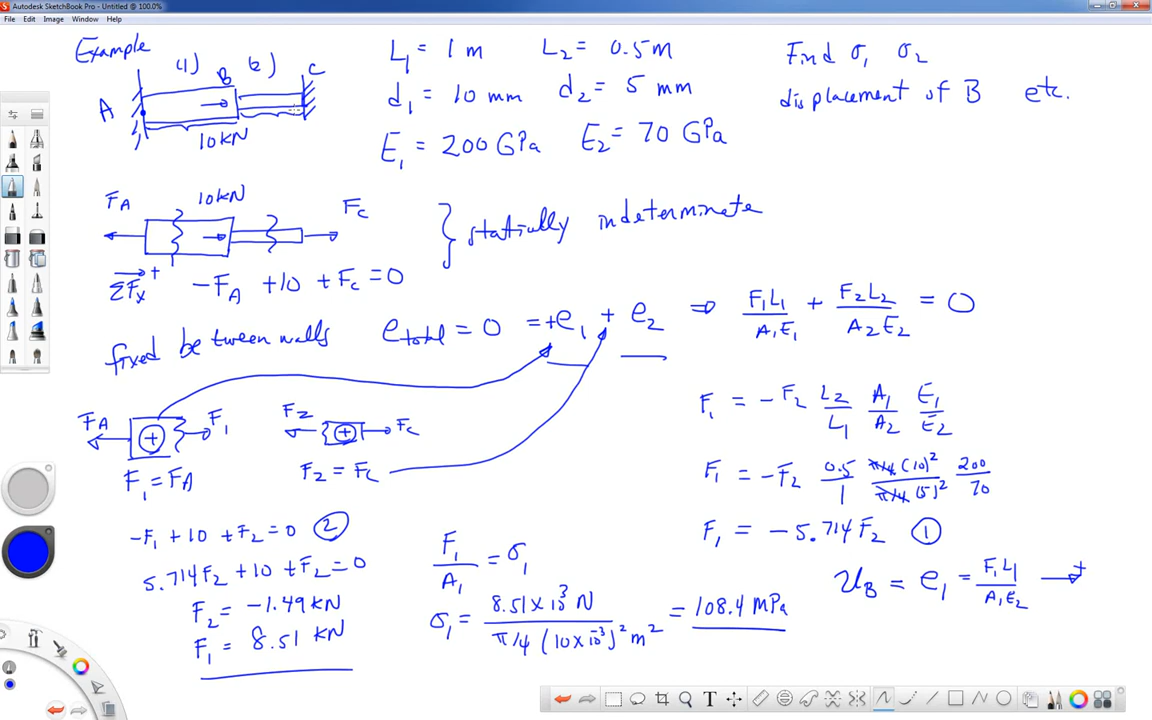 Autodesk SketchBook Pro - Untitled @ 100.0%
File Edit Image Window Help
Example
(1) B (2) C
A
10kN
L1 = 1 m L2 = 0.5m
d1 = 10 mm d2 = 5 mm
E1 = 200 GPa E2 = 70 GPa
Find σ1 σ2
displacement of B etc.
FA 10kN Fc
} statically indeterminate
ΣFx → + -FA +10 + Fc = 0
fixed between walls etotal = 0 = +e1 + e2 ⇒ F1L1/A1E1 + F2L2/A2E2 = 0
FA + F1 F2 + Fc
F1 = FA F2 = Fc
F1 = -F2 L2/L1 A1/A2 E1/E2
F1 = -F2 0.5/1 π/4 (10)²/π/4 (5)² 200/70
F1 = -5.714 F2 ①
-F1 + 10 + F2 = 0 ②
5.714F2 + 10 + F2 = 0
F2 = -1.49 kN
F1 = 8.51 kN
F1/A1 = σ1
σ1 = 8.51 x 10³ N/π/4 (10x10⁻³)² m² = 108.4 MPa
uB = e1 = F1L1/A1E2 → +
T